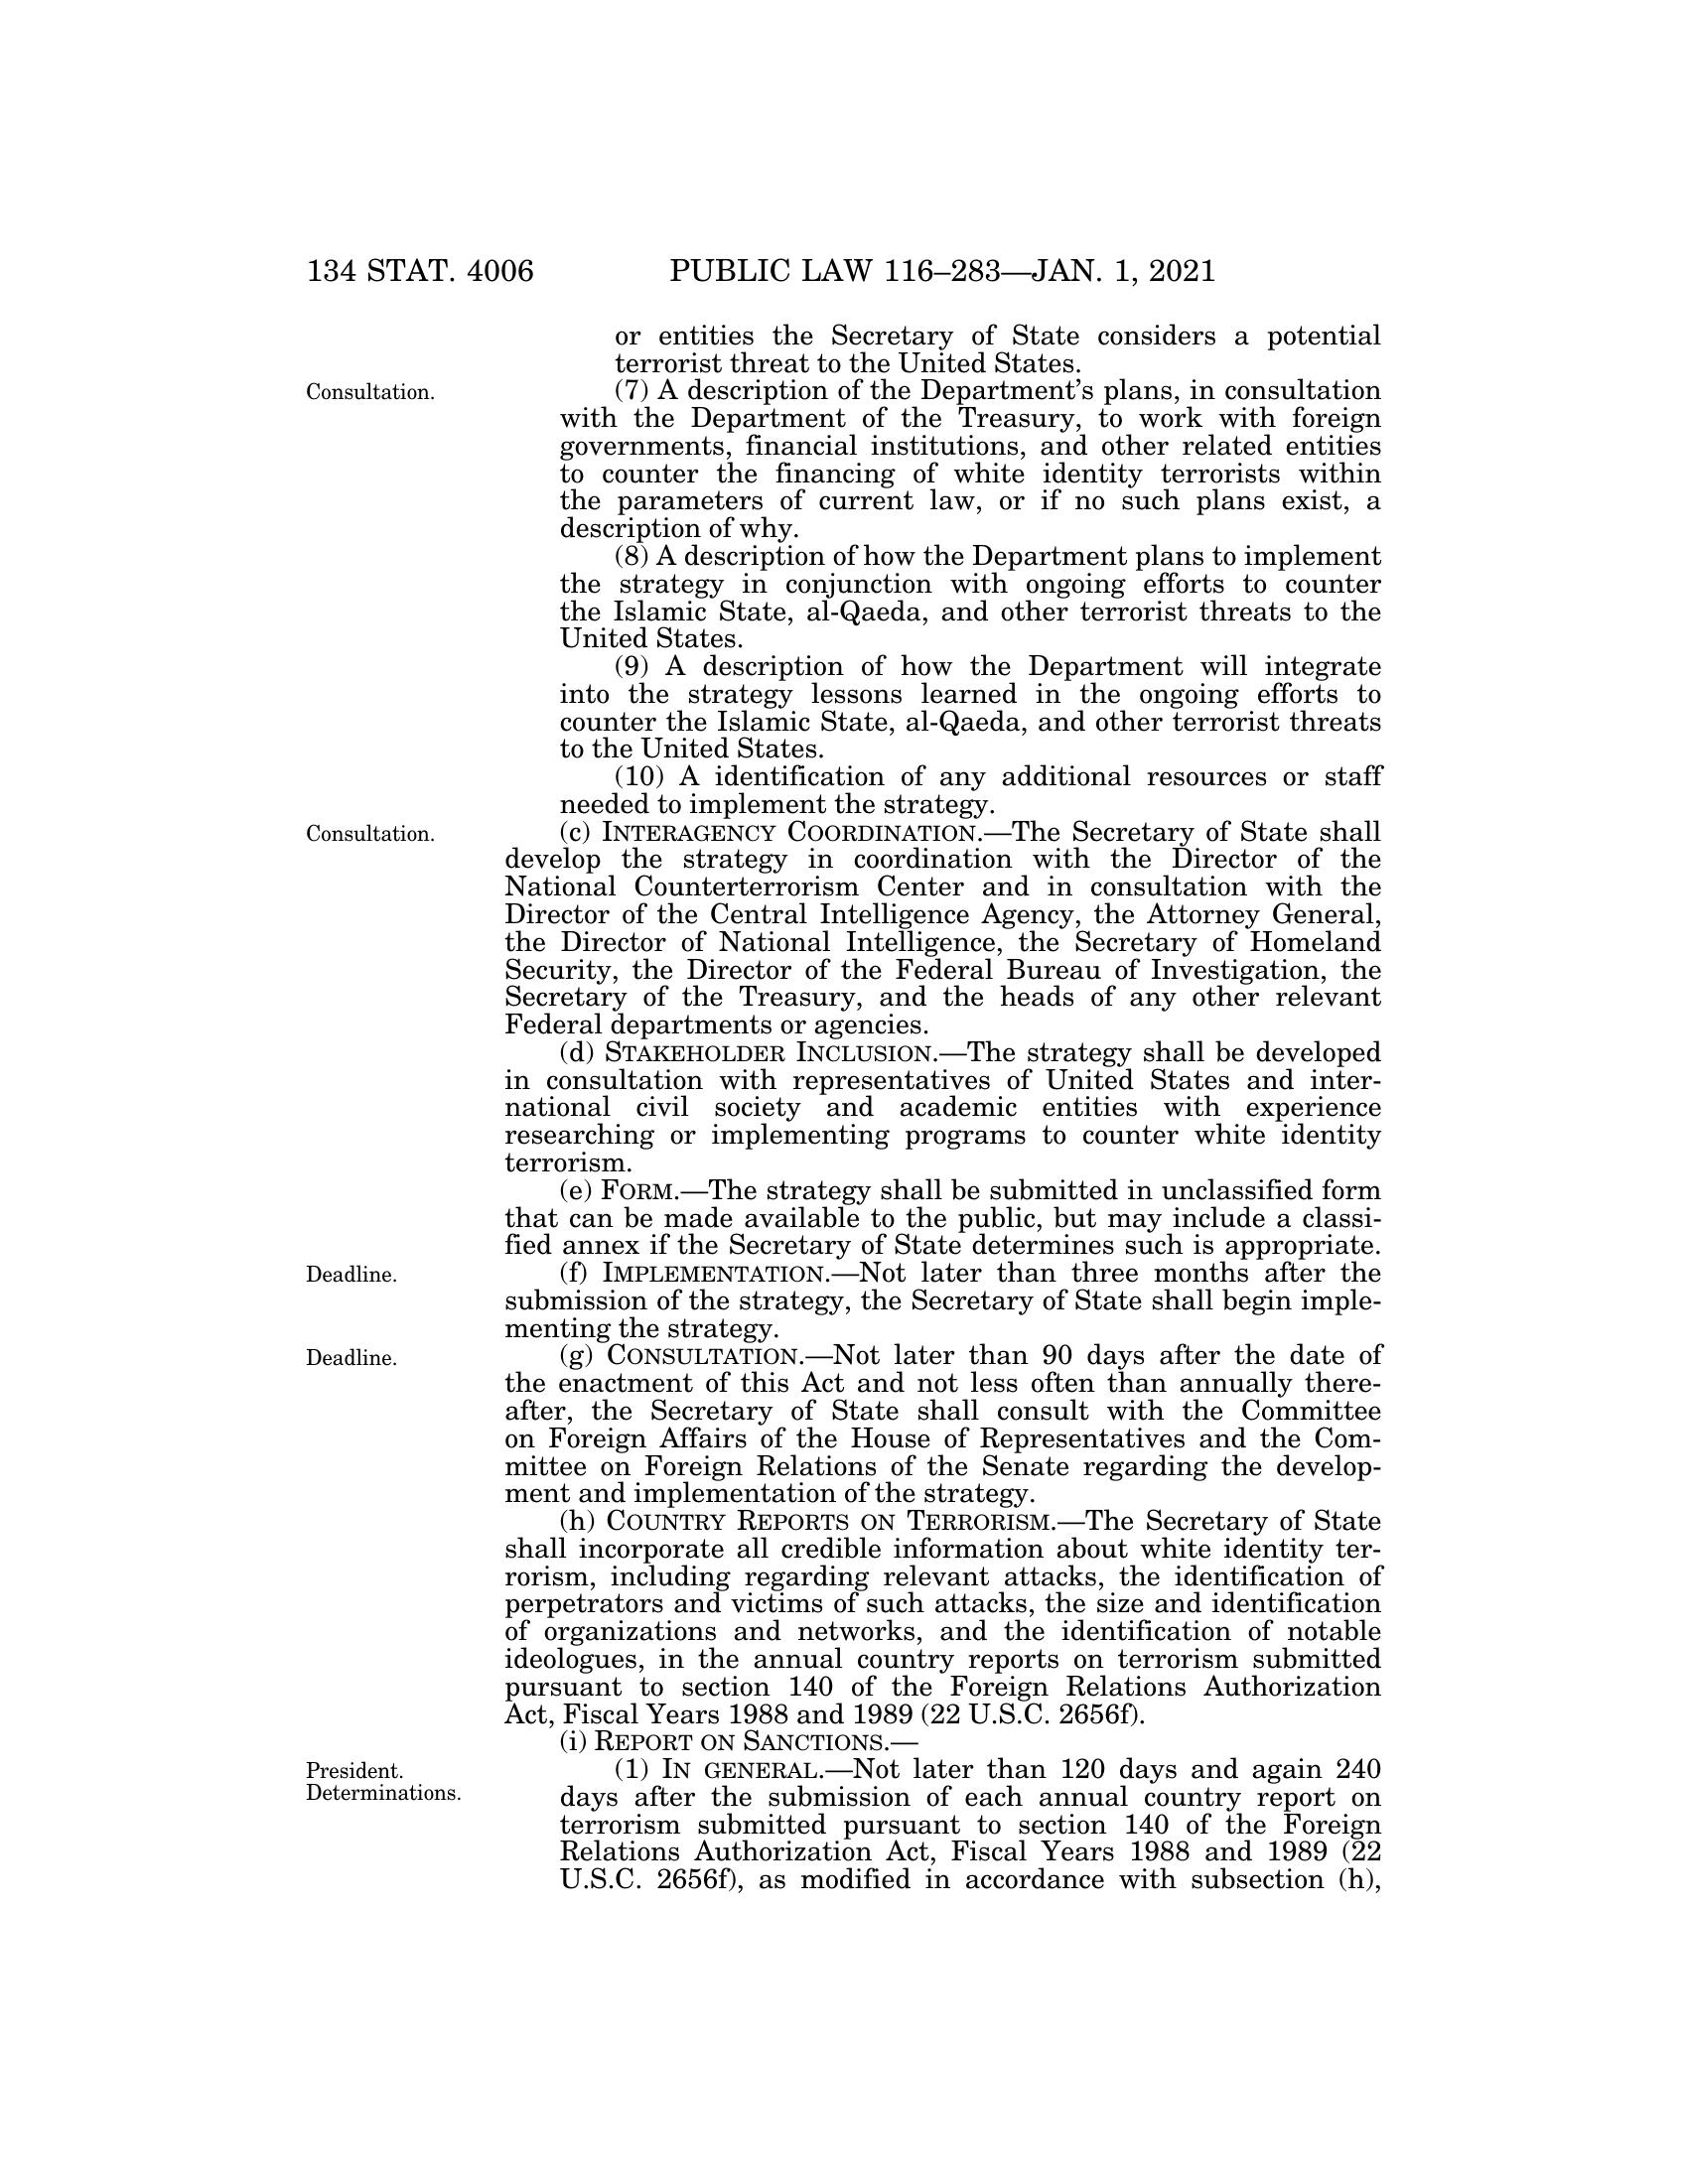 134 STAT. 4006 PUBLIC LAW 116–283—JAN. 1, 2021
or entities the Secretary of State considers a potential
terrorist threat to the United States.
Consultation.
(7) A description of the Department’s plans, in consultation
with the Department of the Treasury, to work with foreign
governments, financial institutions, and other related entities
to counter the financing of white identity terrorists within
the parameters of current law, or if no such plans exist, a
description of why.
(8) A description of how the Department plans to implement
the strategy in conjunction with ongoing efforts to counter
the Islamic State, al-Qaeda, and other terrorist threats to the
United States.
(9) A description of how the Department will integrate
into the strategy lessons learned in the ongoing efforts to
counter the Islamic State, al-Qaeda, and other terrorist threats
to the United States.
(10) A identification of any additional resources or staff
needed to implement the strategy.
Consultation.
(c) INTERAGENCY COORDINATION.—The Secretary of State shall
develop the strategy in coordination with the Director of the
National Counterterrorism Center and in consultation with the
Director of the Central Intelligence Agency, the Attorney General,
the Director of National Intelligence, the Secretary of Homeland
Security, the Director of the Federal Bureau of Investigation, the
Secretary of the Treasury, and the heads of any other relevant
Federal departments or agencies.
(d) STAKEHOLDER INCLUSION.—The strategy shall be developed
in consultation with representatives of United States and inter-
national civil society and academic entities with experience
researching or implementing programs to counter white identity
terrorism.
(e) FORM.—The strategy shall be submitted in unclassified form
that can be made available to the public, but may include a classi-
fied annex if the Secretary of State determines such is appropriate.
Deadline.
(f) IMPLEMENTATION.—Not later than three months after the
submission of the strategy, the Secretary of State shall begin imple-
menting the strategy.
Deadline.
(g) CONSULTATION.—Not later than 90 days after the date of
the enactment of this Act and not less often than annually there-
after, the Secretary of State shall consult with the Committee
on Foreign Affairs of the House of Representatives and the Com-
mittee on Foreign Relations of the Senate regarding the develop-
ment and implementation of the strategy.
(h) COUNTRY REPORTS ON TERRORISM.—The Secretary of State
shall incorporate all credible information about white identity ter-
rorism, including regarding relevant attacks, the identification of
perpetrators and victims of such attacks, the size and identification
of organizations and networks, and the identification of notable
ideologues, in the annual country reports on terrorism submitted
pursuant to section 140 of the Foreign Relations Authorization
Act, Fiscal Years 1988 and 1989 (22 U.S.C. 2656f).
(i) REPORT ON SANCTIONS.—
President.
Determinations.
(1) IN GENERAL.—Not later than 120 days and again 240
days after the submission of each annual country report on
terrorism submitted pursuant to section 140 of the Foreign
Relations Authorization Act, Fiscal Years 1988 and 1989 (22
U.S.C. 2656f), as modified in accordance with subsection (h),